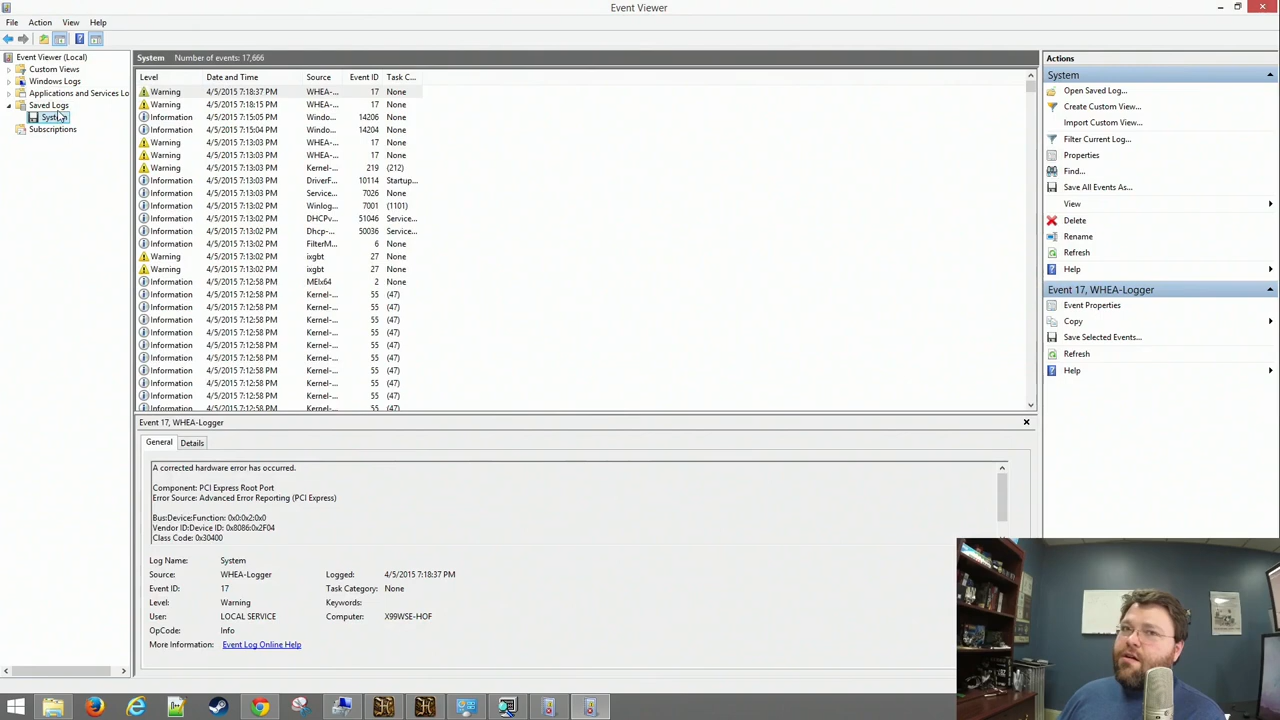 Event Viewer
File Action View Help
Event Viewer (Local)
Custom Views
Windows Logs
Applications and Services Lo
Saved Logs
System
Subscriptions
System Number of events: 17,666
Level Date and Time Source Event ID Task C...
Warning 4/5/2015 7:18:37 PM WHEA-... 17 None
Warning 4/5/2015 7:18:15 PM WHEA-... 17 None
Information 4/5/2015 7:15:05 PM Windo... 14206 None
Information 4/5/2015 7:15:04 PM Windo... 14204 None
Warning 4/5/2015 7:13:03 PM WHEA-... 17 None
Warning 4/5/2015 7:13:03 PM WHEA-... 17 None
Warning 4/5/2015 7:13:03 PM Kernel-... 219 (212)
Information 4/5/2015 7:13:03 PM DriverF... 10114 Startup...
Information 4/5/2015 7:13:03 PM Service... 7026 None
Information 4/5/2015 7:13:02 PM Winlog... 7001 (1101)
Information 4/5/2015 7:13:02 PM DHCPv... 51046 Service...
Information 4/5/2015 7:13:02 PM Dhcp-... 50036 Service...
Information 4/5/2015 7:13:02 PM FilterM... 6 None
Warning 4/5/2015 7:13:02 PM ixgbt 27 None
Warning 4/5/2015 7:13:02 PM ixgbt 27 None
Information 4/5/2015 7:12:58 PM MEIx64 2 None
Information 4/5/2015 7:12:58 PM Kernel-... 55 (47)
Information 4/5/2015 7:12:58 PM Kernel-... 55 (47)
Information 4/5/2015 7:12:58 PM Kernel-... 55 (47)
Information 4/5/2015 7:12:58 PM Kernel-... 55 (47)
Information 4/5/2015 7:12:58 PM Kernel-... 55 (47)
Information 4/5/2015 7:12:58 PM Kernel-... 55 (47)
Information 4/5/2015 7:12:58 PM Kernel-... 55 (47)
Information 4/5/2015 7:12:58 PM Kernel-... 55 (47)
Information 4/5/2015 7:12:58 PM Kernel-... 55 (47)
Information 4/5/2015 7:12:58 PM Kernel-... 55 (47)
Event 17, WHEA-Logger
General Details
A corrected hardware error has occurred.
Component: PCI Express Root Port
Error Source: Advanced Error Reporting (PCI Express)
Bus:Device:Function: 0x0:0x2:0x0
Vendor ID:Device ID: 0x8086:0x2F04
Class Code: 0x30400
Log Name: System
Source: WHEA-Logger Logged: 4/5/2015 7:18:37 PM
Event ID: 17 Task Category: None
Level: Warning Keywords:
User: LOCAL SERVICE Computer: X99WSE-HOF
OpCode: Info
More Information: Event Log Online Help
Actions
System
Open Saved Log...
Create Custom View...
Import Custom View...
Filter Current Log...
Properties
Find...
Save All Events As...
View
Delete
Rename
Refresh
Help
Event 17, WHEA-Logger
Event Properties
Copy
Save Selected Events...
Refresh
Help